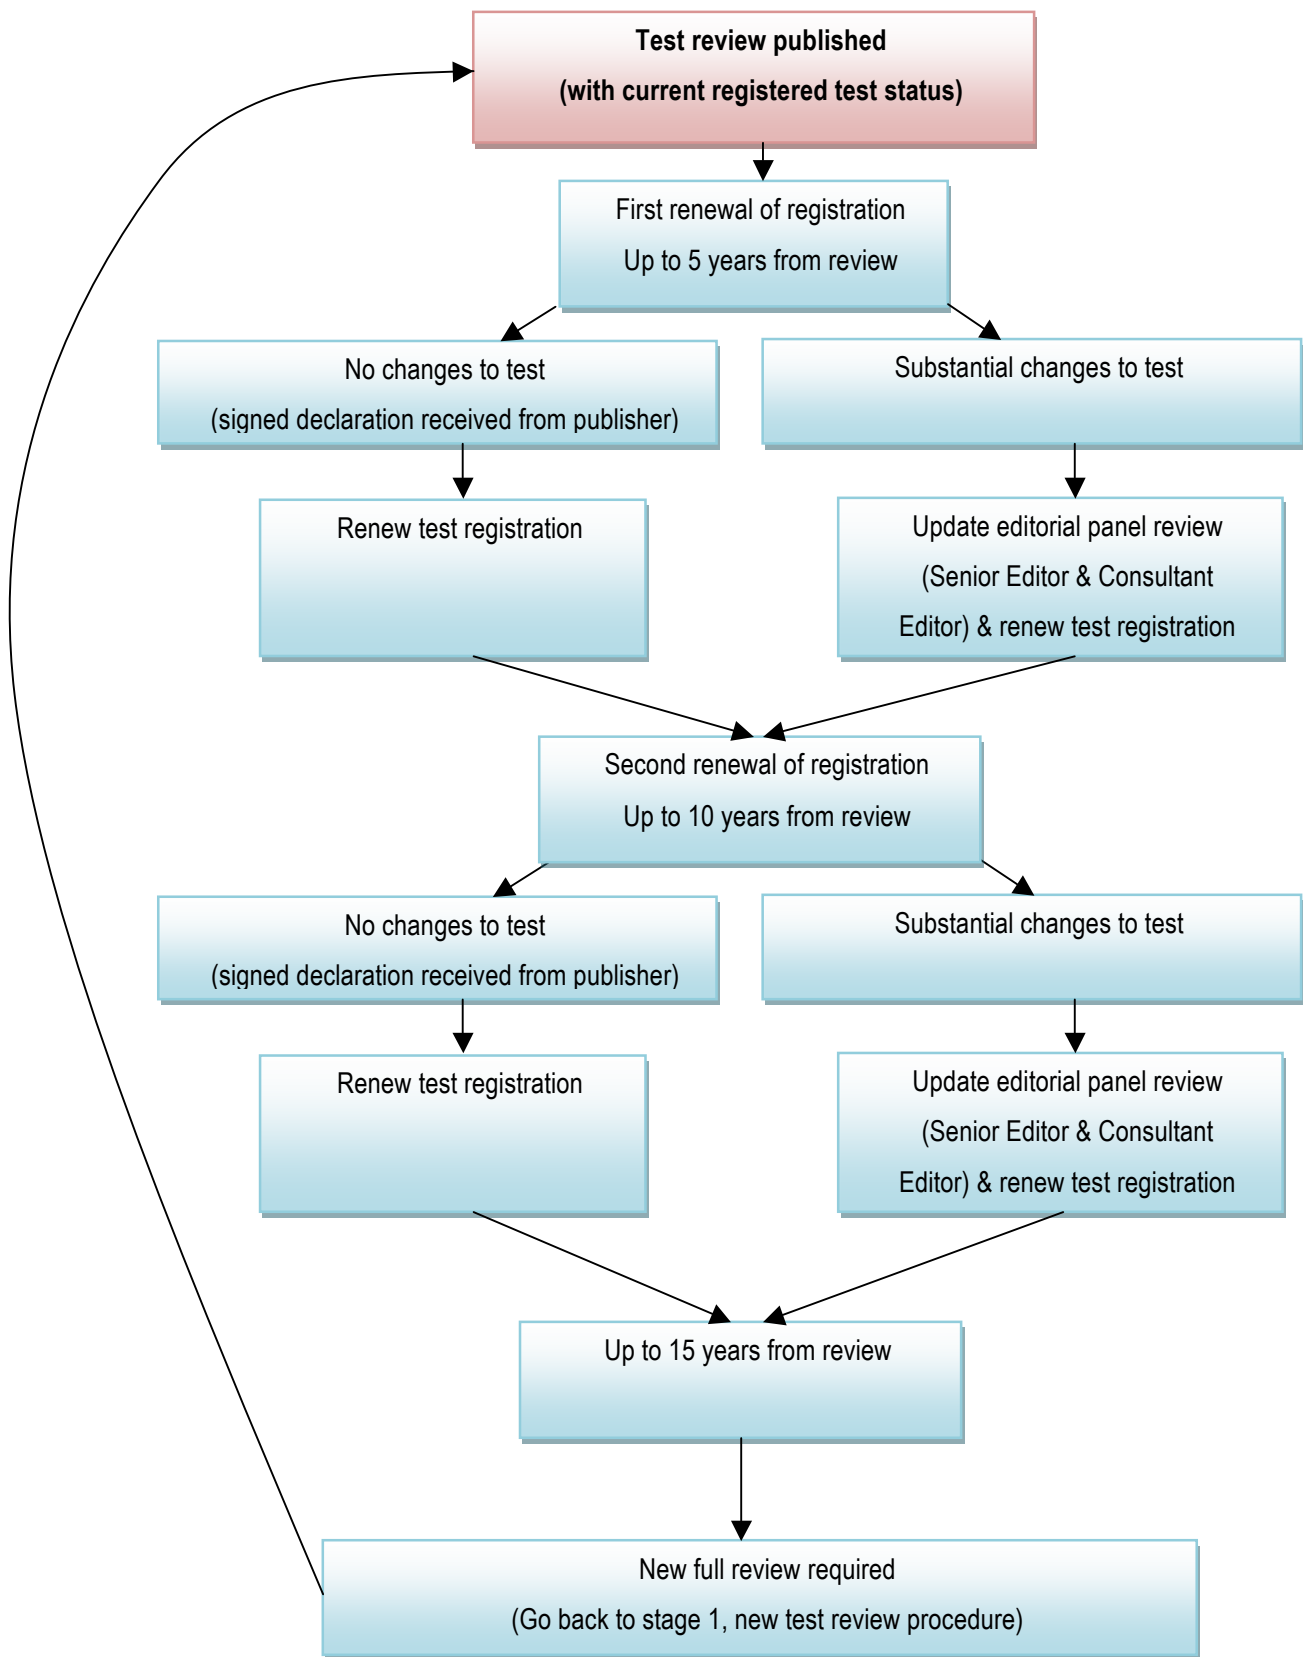 Test review published
(with current registered test status)
First renewal of registration
Up to 5 years from review
No changes to test
(signed declaration received from publisher)
Substantial changes to test
Renew test registration
Update editorial panel review
(Senior Editor & Consultant
Editor) & renew test registration
Second renewal of registration
Up to 10 years from review
No changes to test
(signed declaration received from publisher)
Substantial changes to test
Renew test registration
Update editorial panel review
(Senior Editor & Consultant
Editor) & renew test registration
Up to 15 years from review
New full review required
(Go back to stage 1, new test review procedure)